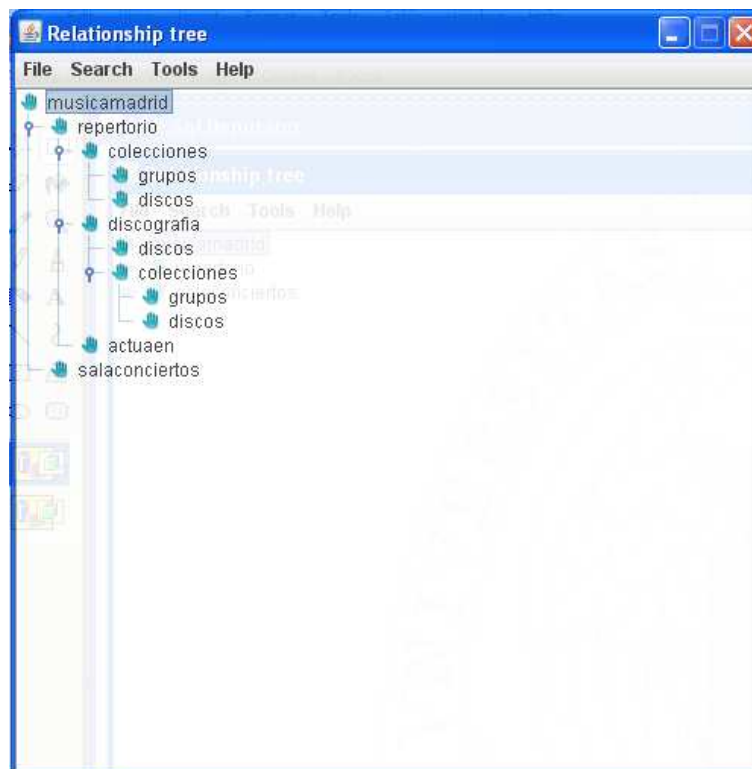 Relationship tree
File Search Tools Help
musicamadrid
repertorio
colecciones
grupos
discos
discografia
discos
colecciones
grupos
discos
actuaen
salaconciertos